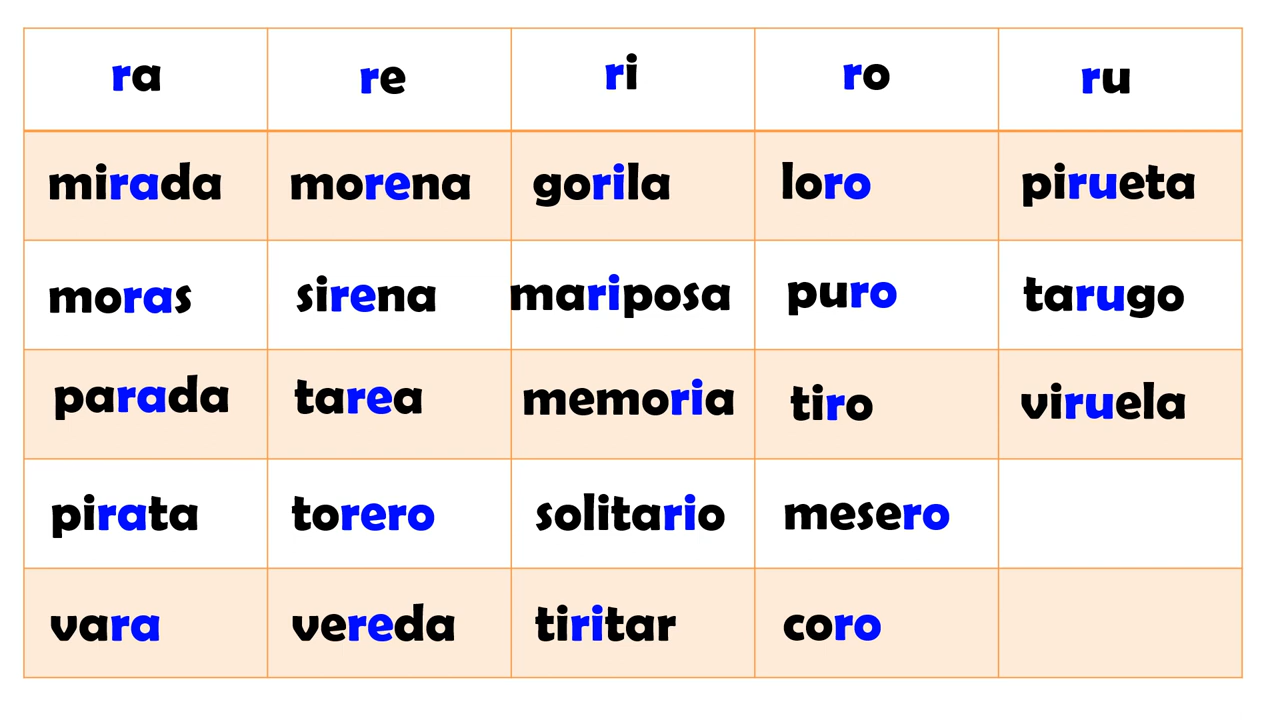 ra re ri ro ru
mirada morena gorila loro pirueta
moras sirena mariposa puro tarugo
parada tarea memoria tiro viruela
pirata torero solitario mesero
vara vereda tiritar coro